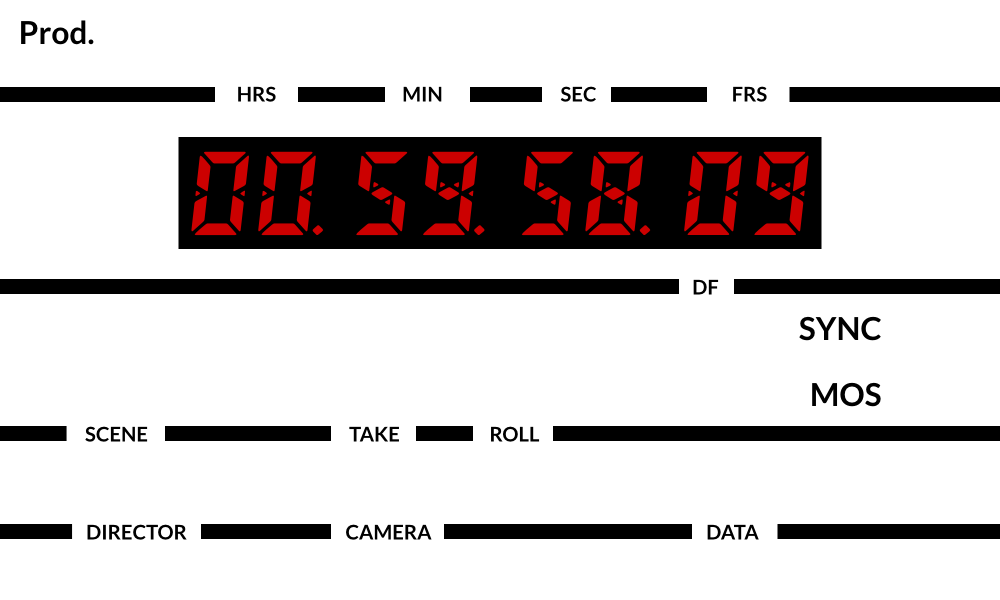 Prod.
HRS MIN SEC FRS
00.59.58.09
DF
SYNC
MOS
SCENE TAKE ROLL
DIRECTOR CAMERA DATA